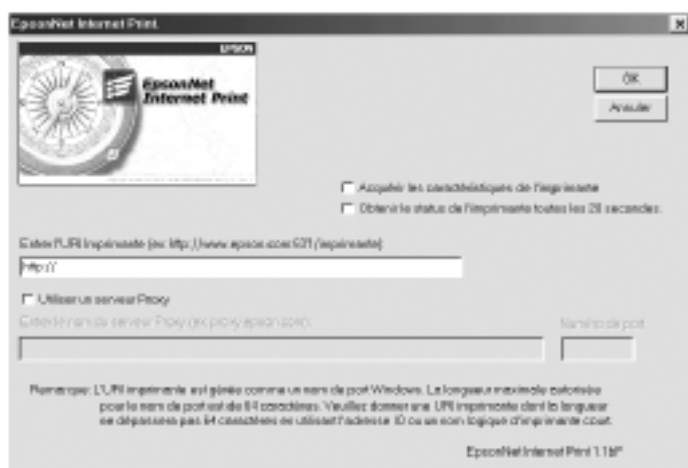 EpsonNet Internet Print
EPSON
EpsonNet
Internet Print
OK
Annuler
Acquérir les caractéristiques de l'imprimante
Obtenir le status de l'imprimante toutes les 20 secondes.
Entrer l'URI Imprimante (ex: http://www.epson.com:631/imprimante):
http://
Utiliser un serveur Proxy
Entrer le nom du serveur Proxy (ex:proxy.epson.com):
Numéro de port
Remarque: L'URI imprimante est gérée comme un nom de port Windows. La longueur maximale autorisée
pour le nom de port est de 64 caractères. Veuillez donner une URI imprimante dont la longueur
ne dépassera pas 64 caractères en utilisant l'adresse ID ou un nom logique d'imprimante court.
EpsonNet Internet Print